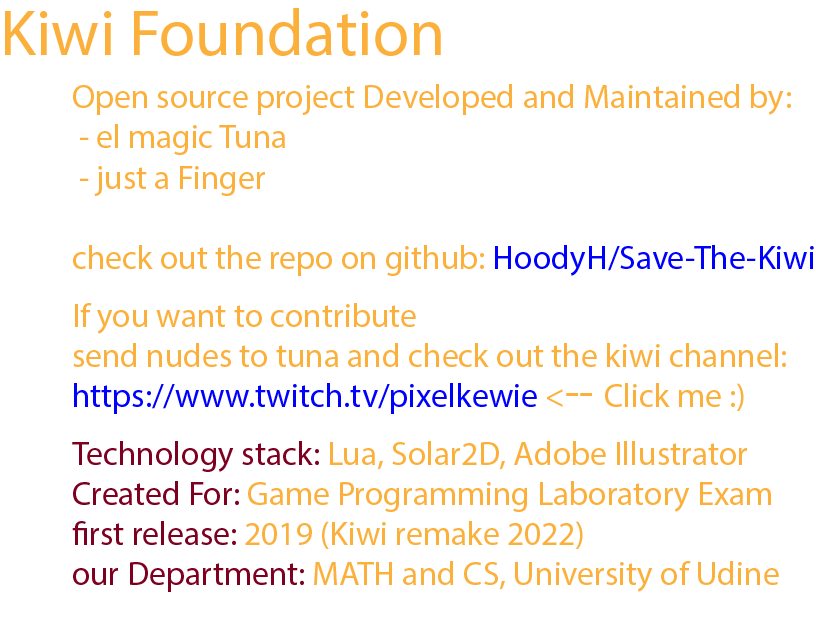 Kiwi Foundation
Open source project Developed and Maintained by:
- el magic Tuna
- just a Finger
check out the repo on github: HoodyH/Save-The-Kiwi
If you want to contribute
send nudes to tuna and check out the kiwi channel:
https://www.twitch.tv/pixelkewie <-- Click me :)
Technology stack: Lua, Solar2D, Adobe Illustrator
Created For: Game Programming Laboratory Exam
first release: 2019 (Kiwi remake 2022)
our Department: MATH and CS, University of Udine